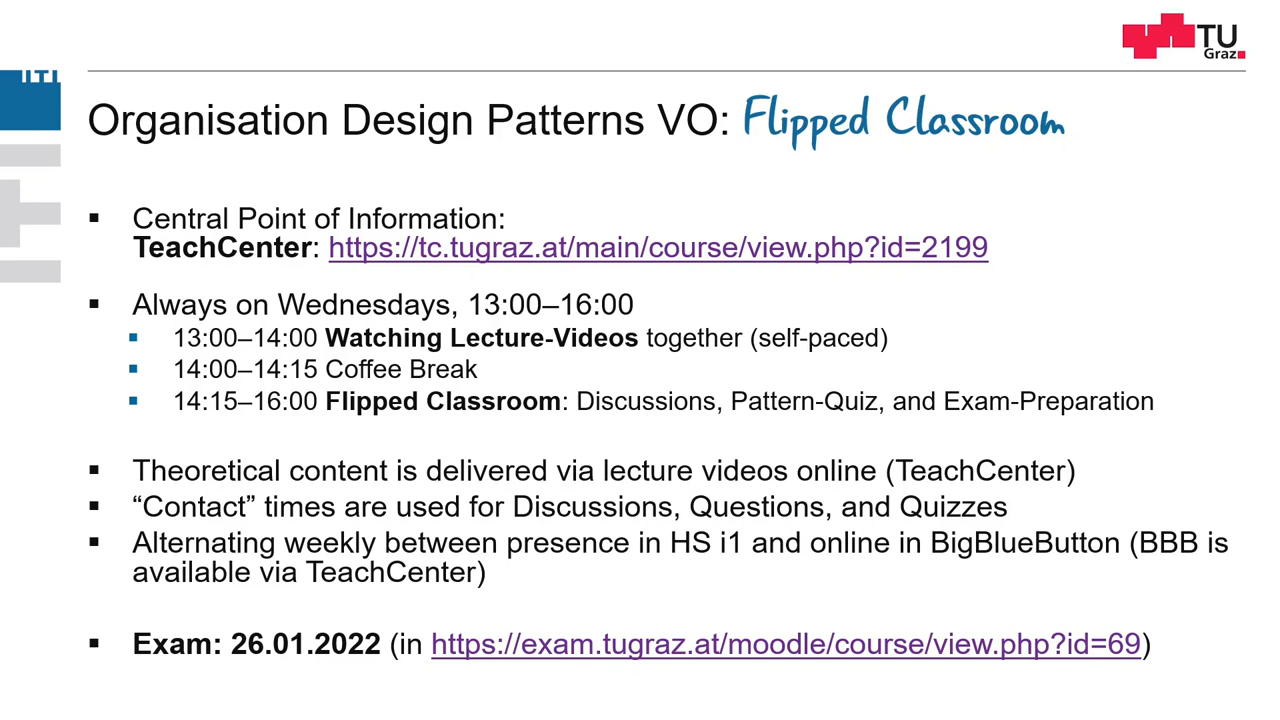 TU
Graz
ITI
Organisation Design Patterns VO: Flipped Classroom
▪ Central Point of Information:
TeachCenter: https://tc.tugraz.at/main/course/view.php?id=2199
▪ Always on Wednesdays, 13:00–16:00
▪ 13:00–14:00 Watching Lecture-Videos together (self-paced)
▪ 14:00–14:15 Coffee Break
▪ 14:15–16:00 Flipped Classroom: Discussions, Pattern-Quiz, and Exam-Preparation
▪ Theoretical content is delivered via lecture videos online (TeachCenter)
▪ “Contact” times are used for Discussions, Questions, and Quizzes
▪ Alternating weekly between presence in HS i1 and online in BigBlueButton (BBB is
available via TeachCenter)
▪ Exam: 26.01.2022 (in https://exam.tugraz.at/moodle/course/view.php?id=69)